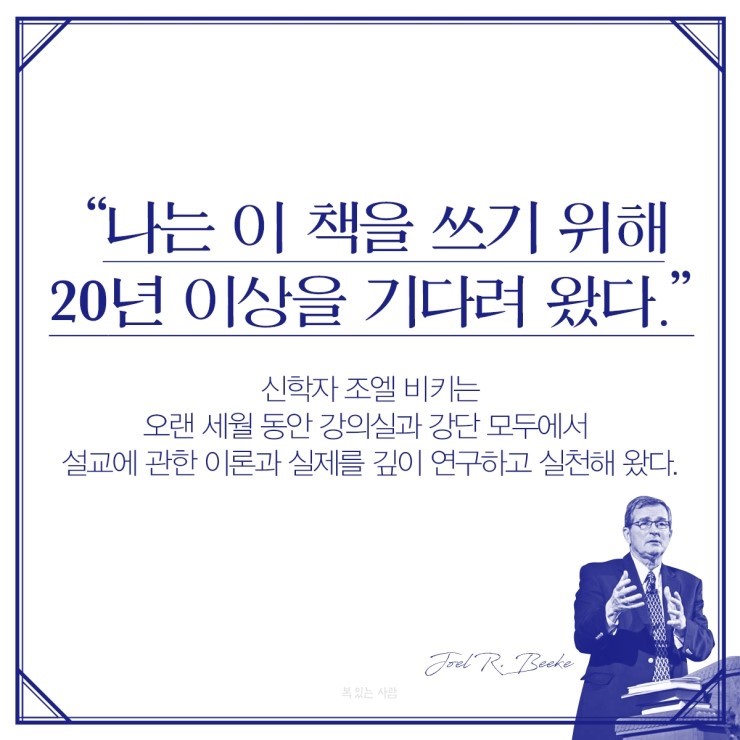 “나는 이 책을 쓰기 위해
20년 이상을 기다려 왔다.”
신학자 조엘 비키는
오랜 세월 동안 강의실과 강단 모두에서
설교에 관한 이론과 실제를 깊이 연구하고 실천해 왔다.
Joel R. Beeke
복 있는 사람